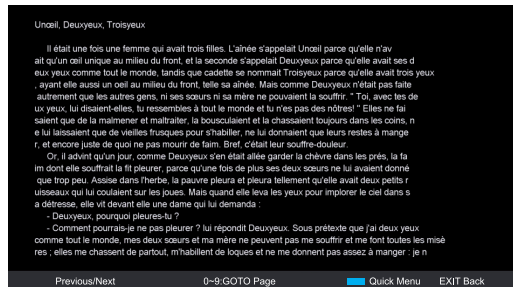 Unœil, Deuxyeux, Troisyeux
Il était une fois une femme qui avait trois filles. L'aînée s'appelait Unœil parce qu'elle n'av
ait qu'un œil unique au milieu du front, et la seconde s'appelait Deuxyeux parce qu'elle avait ses d
eux yeux comme tout le monde, tandis que cadette se nommait Troisyeux parce qu'elle avait trois yeux
, ayant elle aussi un oeil au milieu du front, telle sa aînée. Mais comme Deuxyeux n'était pas faite
autrement que les autres gens, ni ses sœurs ni sa mère ne pouvaient la souffrir. " Toi, avec tes de
ux yeux, lui disaient-elles, tu ressembles à tout le monde et tu n'es pas des nôtres! " Elles ne fai
saient que de la malmener et maltraiter, la bousculaient et la chassaient toujours dans les coins, n
e lui laissaient que de vieilles frusques pour s'habiller, ne lui donnaient que leurs restes à mange
r, et encore juste de quoi ne pas mourir de faim. Bref, c'était leur souffre-douleur.
Or, il advint qu'un jour, comme Deuxyeux s'en était allée garder la chèvre dans les prés, la fa
im dont elle souffrait la fit pleurer, parce qu'une fois de plus ses deux sœurs ne lui avaient donné
que trop peu. Assise dans l'herbe, la pauvre pleura et pleura tellement qu'elle avait deux petits r
uisseaux qui lui coulaient sur les joues. Mais quand elle leva les yeux pour implorer le ciel dans s
a détresse, elle vit devant elle une dame qui lui demanda :
- Deuxyeux, pourquoi pleures-tu ?
- Comment pourrais-je ne pas pleurer ? lui répondit Deuxyeux. Sous prétexte que j'ai deux yeux
comme tout le monde, mes deux sœurs et ma mère ne peuvent pas me souffrir et me font toutes les misè
res ; elles me chassent de partout, m'habillent de loques et ne me donnent pas assez à manger : je n
Previous/Next 0~9:GOTO Page Quick Menu EXIT Back